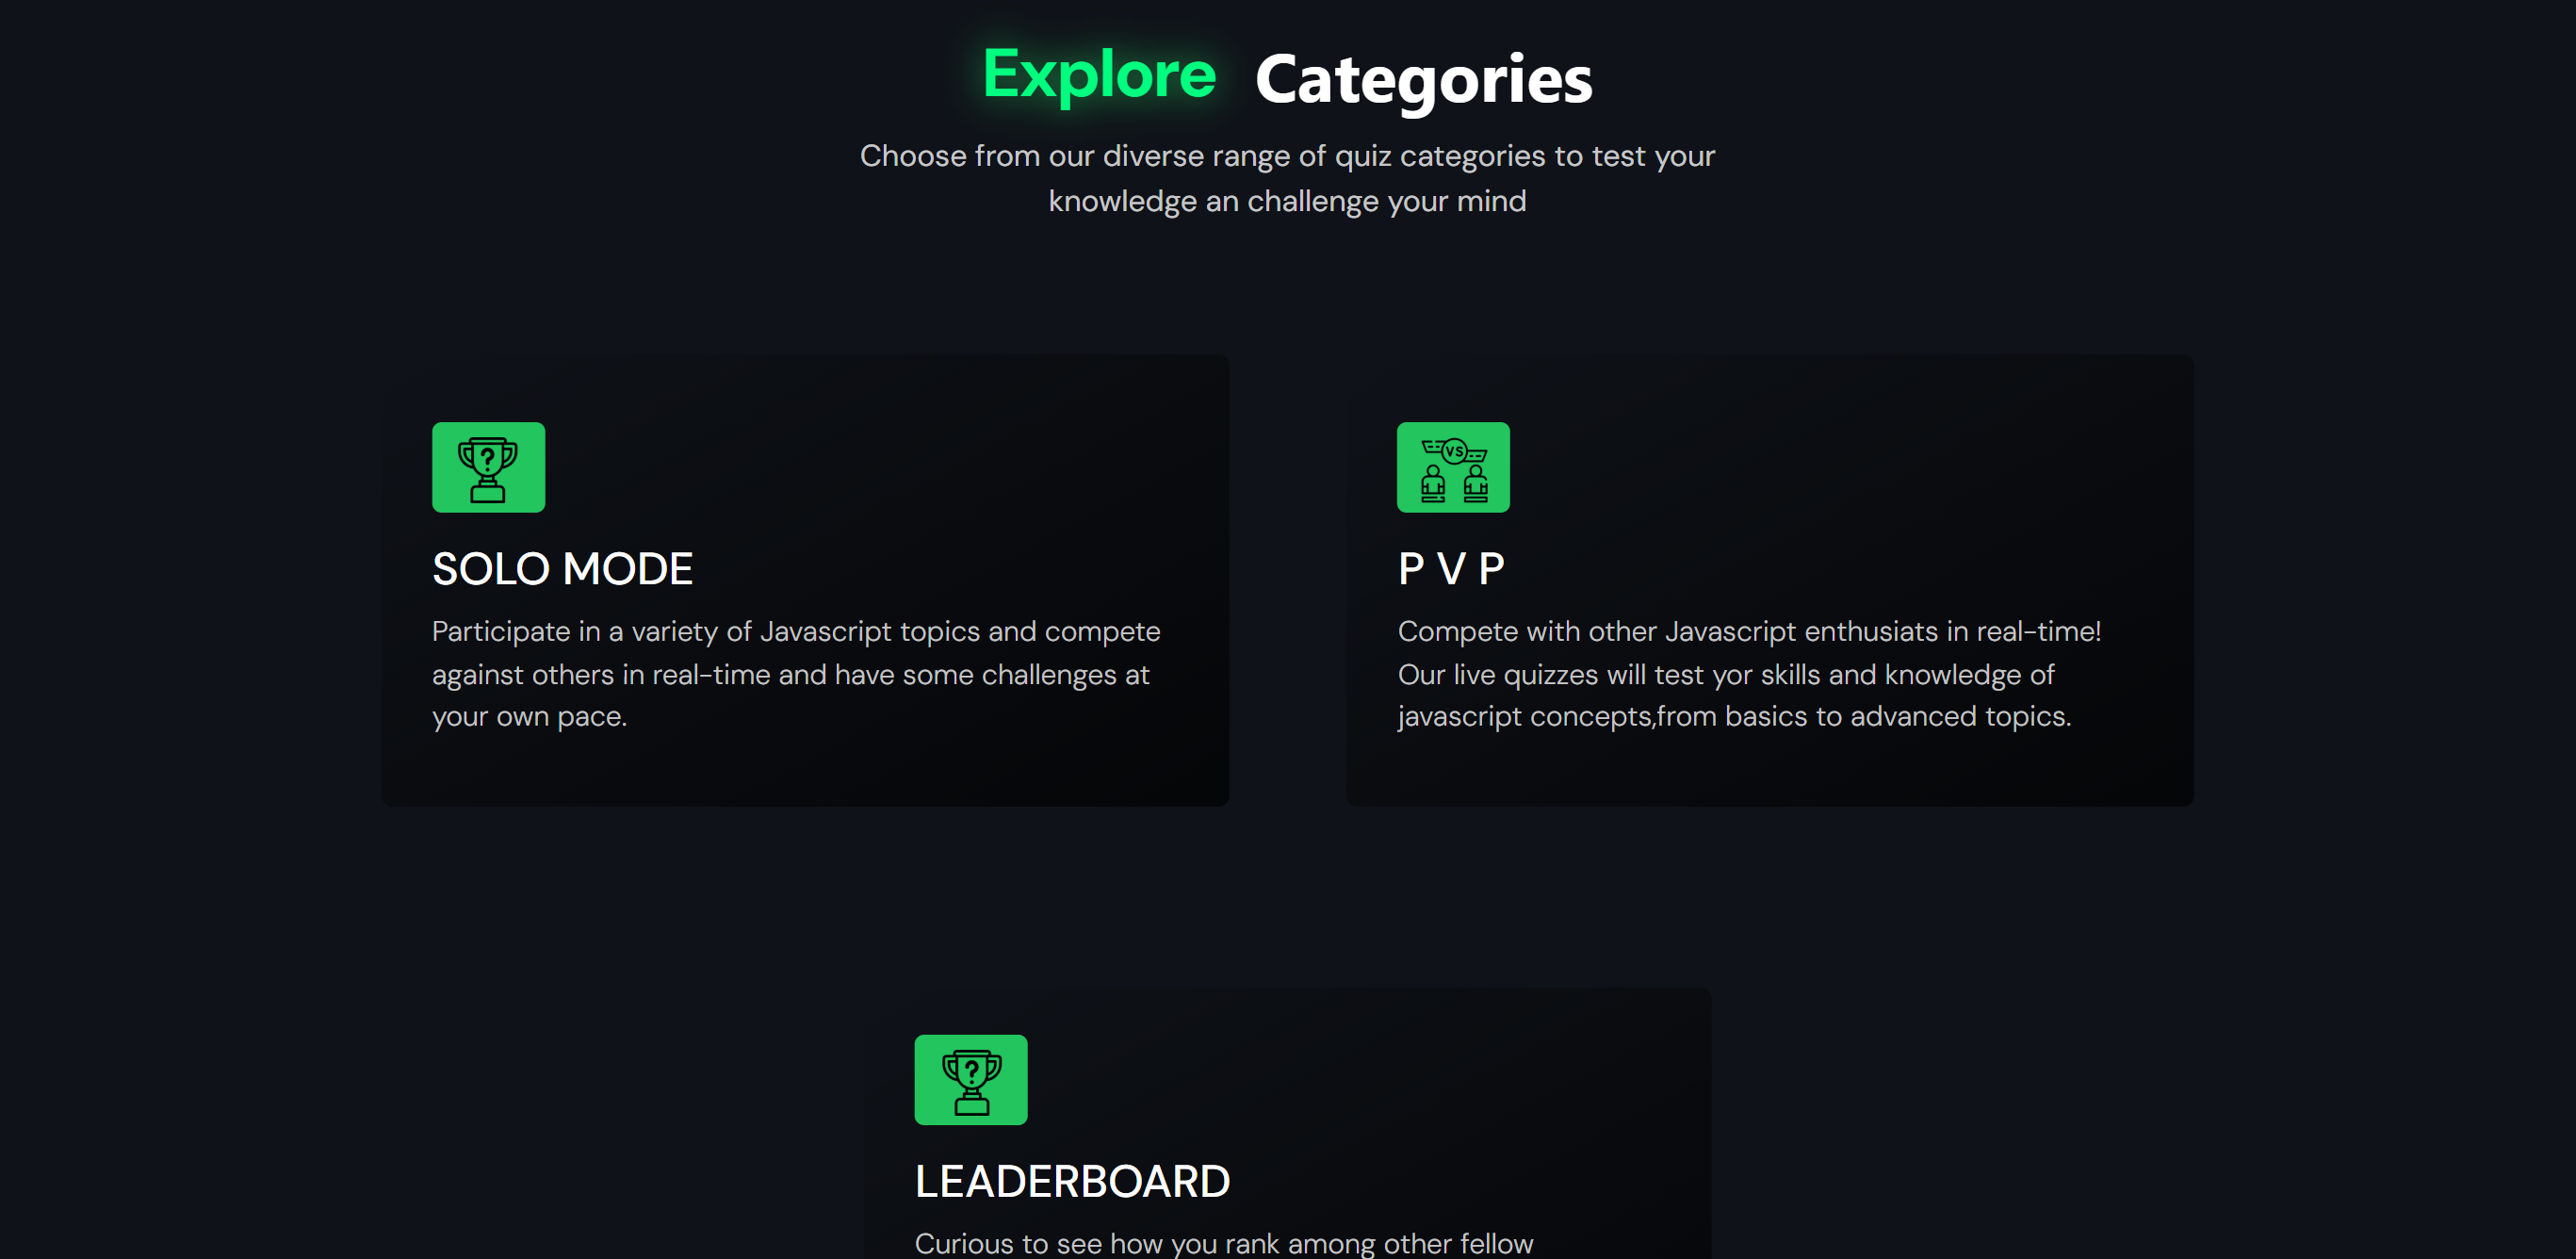 Explore Categories
Choose from our diverse range of quiz categories to test your
knowledge an challenge your mind
?
SOLO MODE
Participate in a variety of Javascript topics and compete
against others in real-time and have some challenges at
your own pace.
VS
P V P
Compete with other Javascript enthusiats in real-time!
Our live quizzes will test yor skills and knowledge of
javascript concepts,from basics to advanced topics.
?
LEADERBOARD
Curious to see how you rank among other fellow